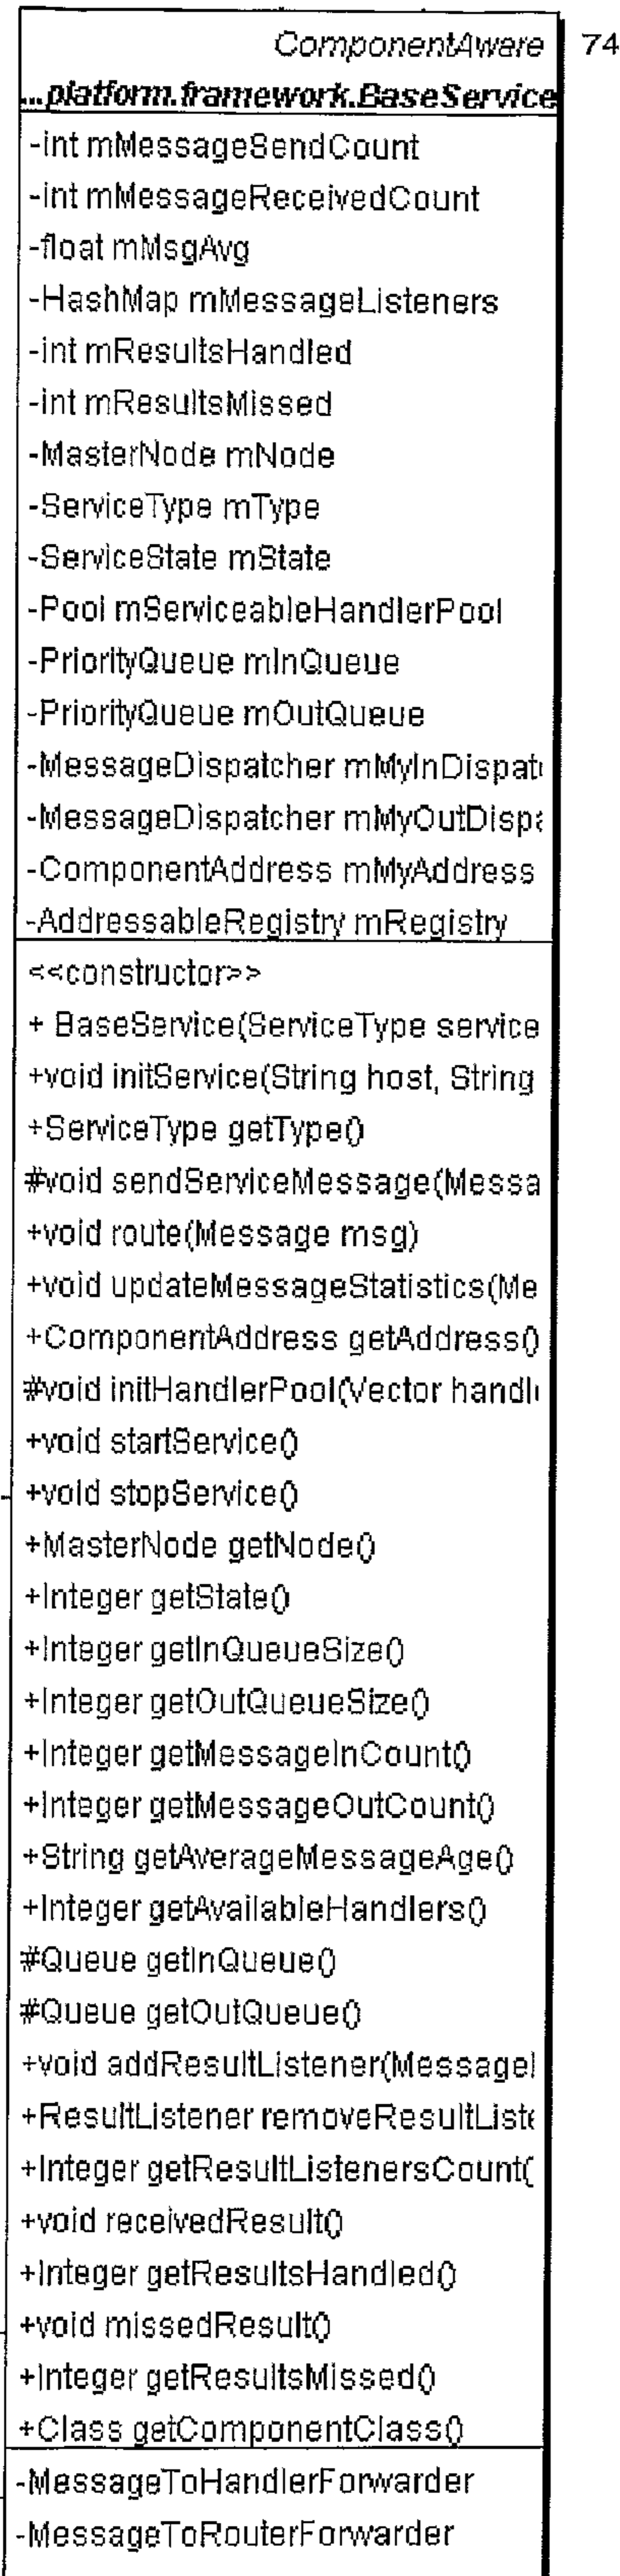 ComponentAware 74
...platform.framework.BaseService
-int mMessageSendCount
-int mMessageReceivedCount
-float mMsgAvg
-HashMap mMessageListeners
-int mResultsHandled
-int mResultsMissed
-MasterNode mNode
-ServiceType mType
-ServiceState mState
-Pool mServiceableHandlerPool
-PriorityQueue mInQueue
-PriorityQueue mOutQueue
-MessageDispatcher mMyInDispat
-MessageDispatcher mMyOutDispa
-ComponentAddress mMyAddress
-AddressableRegistry mRegistry
<<constructor>>
+ BaseService(ServiceType service
+void initService(String host, String
+ServiceType getType()
#void sendServiceMessage(Messa
+void route(Message msg)
+void updateMessageStatistics(Me
+ComponentAddress getAddress()
#void initHandlerPool(Vector handl
+void startService()
+void stopService()
+MasterNode getNode()
+Integer getState()
+Integer getInQueueSize()
+Integer getOutQueueSize()
+Integer getMessageInCount()
+Integer getMessageOutCount()
+String getAverageMessageAge()
+Integer getAvailableHandlers()
#Queue getInQueue()
#Queue getOutQueue()
+void addResultListener(Message
+ResultListener removeResultList
+Integer getResultListenersCount(
+void receivedResult()
+Integer getResultsHandled()
+void missedResult()
+Integer getResultsMissed()
+Class getComponentClass()
-MessageToHandlerForwarder
-MessageToRouterForwarder